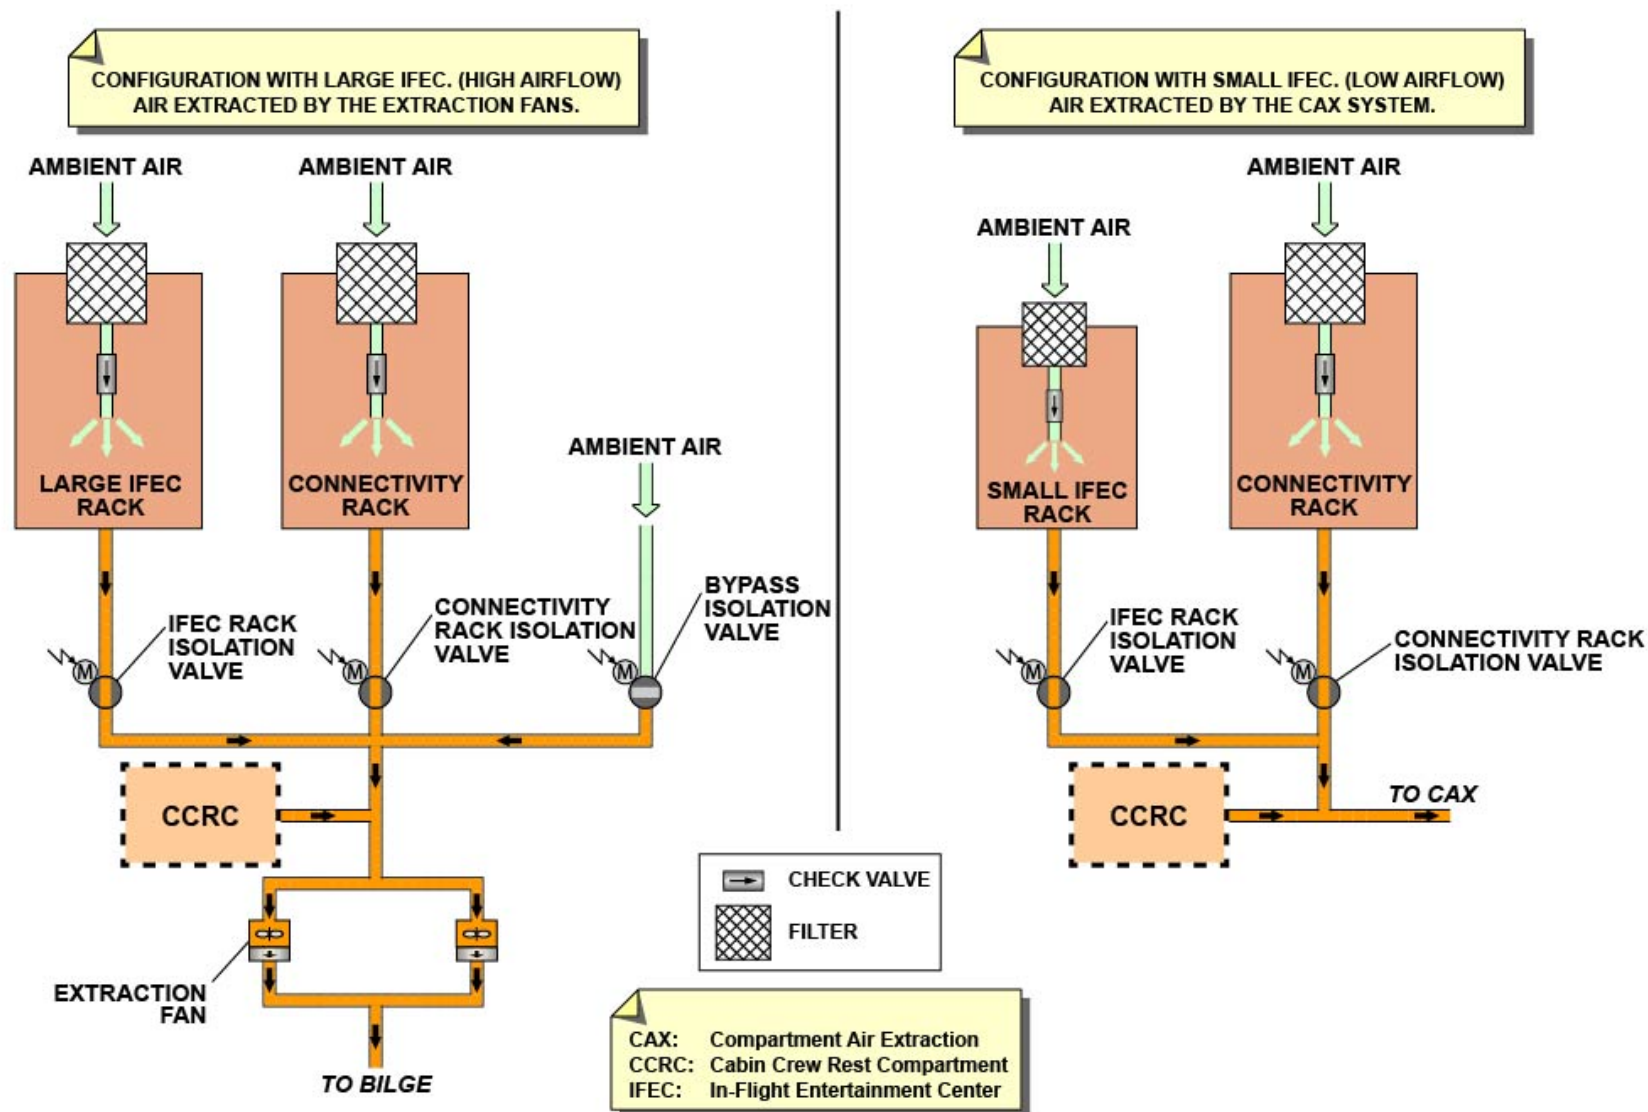 CONFIGURATION WITH LARGE IFEC. (HIGH AIRFLOW)
AIR EXTRACTED BY THE EXTRACTION FANS.
AMBIENT AIR
AMBIENT AIR
LARGE IFEC
RACK
CONNECTIVITY
RACK
AMBIENT AIR
IFEC RACK
ISOLATION
VALVE
M
CONNECTIVITY
RACK ISOLATION
VALVE
M
BYPASS
ISOLATION
VALVE
M
CCRC
EXTRACTION
FAN
TO BILGE
CONFIGURATION WITH SMALL IFEC. (LOW AIRFLOW)
AIR EXTRACTED BY THE CAX SYSTEM.
AMBIENT AIR
AMBIENT AIR
SMALL IFEC
RACK
CONNECTIVITY
RACK
IFEC RACK
ISOLATION
VALVE
M
CONNECTIVITY RACK
ISOLATION VALVE
M
CCRC
TO CAX
CHECK VALVE
FILTER
CAX: Compartment Air Extraction
CCRC: Cabin Crew Rest Compartment
IFEC: In-Flight Entertainment Center